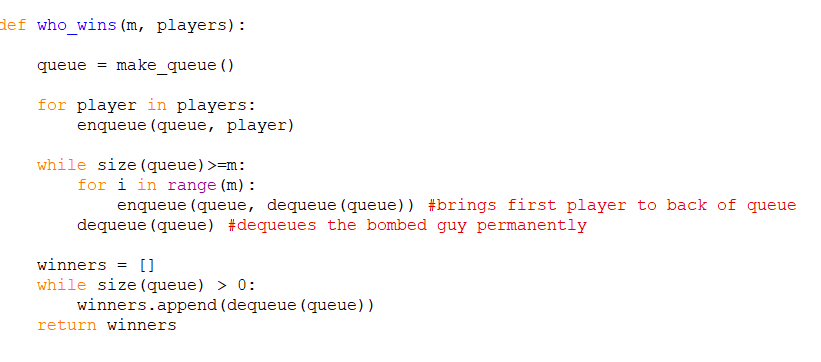 def who_wins(m, players):
    queue = make_queue()
    for player in players:
        enqueue(queue, player)
    while size(queue)>=m:
        for i in range(m):
            enqueue(queue, dequeue(queue)) #brings first player to back of queue
        dequeue(queue) #dequeues the bombed guy permanently
    winners = []
    while size(queue) > 0:
        winners.append(dequeue(queue))
    return winners